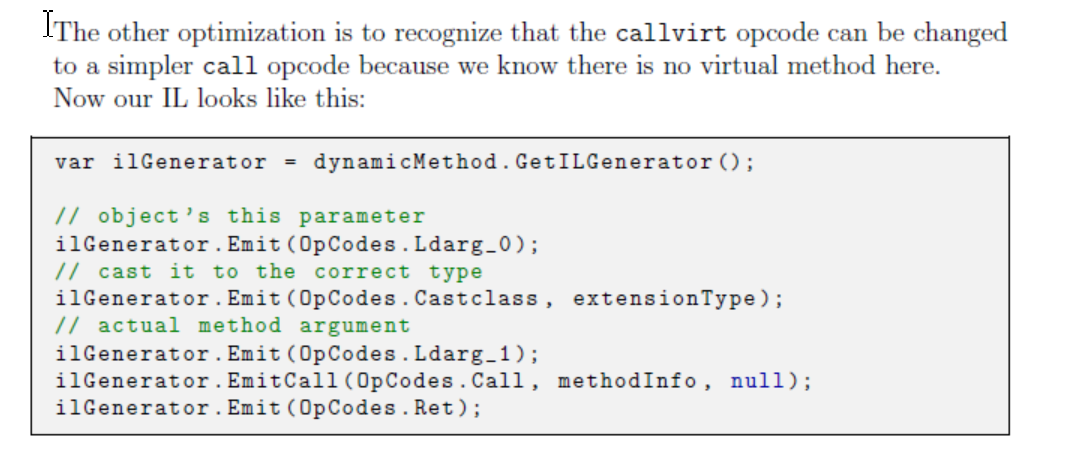 The other optimization is to recognize that the callvirt opcode can be changed
to a simpler call opcode because we know there is no virtual method here.
Now our IL looks like this:
var ilGenerator = dynamicMethod.GetILGenerator();
// object's this parameter
ilGenerator.Emit(OpCodes.Ldarg_0);
// cast it to the correct type
ilGenerator.Emit(OpCodes.Castclass, extensionType);
// actual method argument
ilGenerator.Emit(OpCodes.Ldarg_1);
ilGenerator.EmitCall(OpCodes.Call, methodInfo, null);
ilGenerator.Emit(OpCodes.Ret);